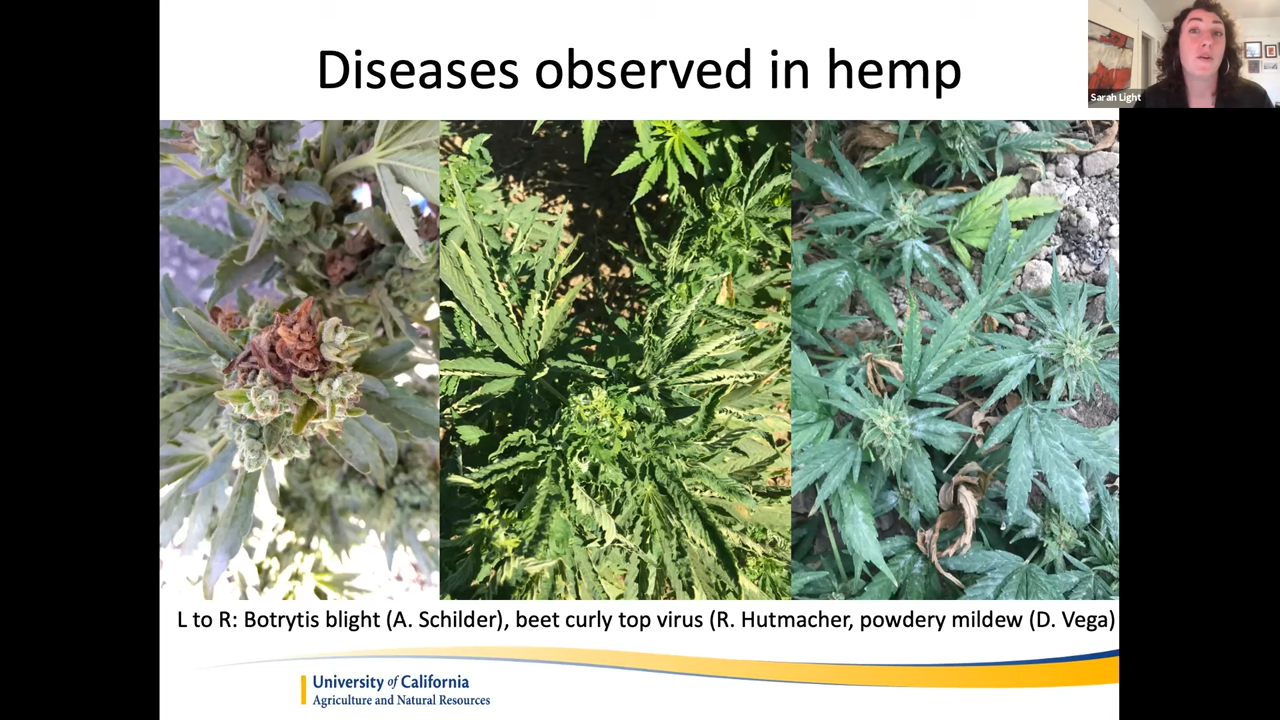 Diseases observed in hemp
Sarah Light
L to R: Botrytis blight (A. Schilder), beet curly top virus (R. Hutmacher, powdery mildew (D. Vega)
University of California
Agriculture and Natural Resources